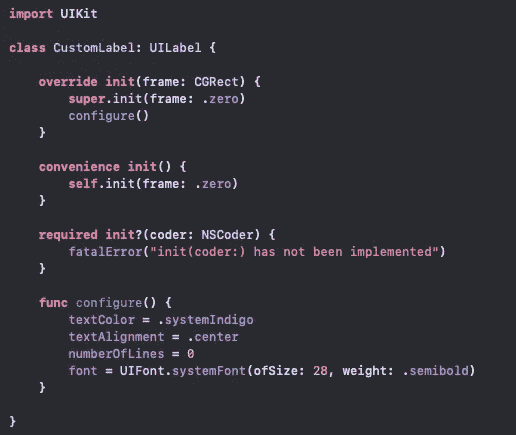 import UIKit
class CustomLabel: UILabel {
override init(frame: CGRect) {
super.init(frame: .zero)
configure()
}
convenience init() {
self.init(frame: .zero)
}
required init?(coder: NSCoder) {
fatalError("init(coder:) has not been implemented")
}
func configure() {
textColor = .systemIndigo
textAlignment = .center
numberOfLines = 0
font = UIFont.systemFont(ofSize: 28, weight: .semibold)
}
}